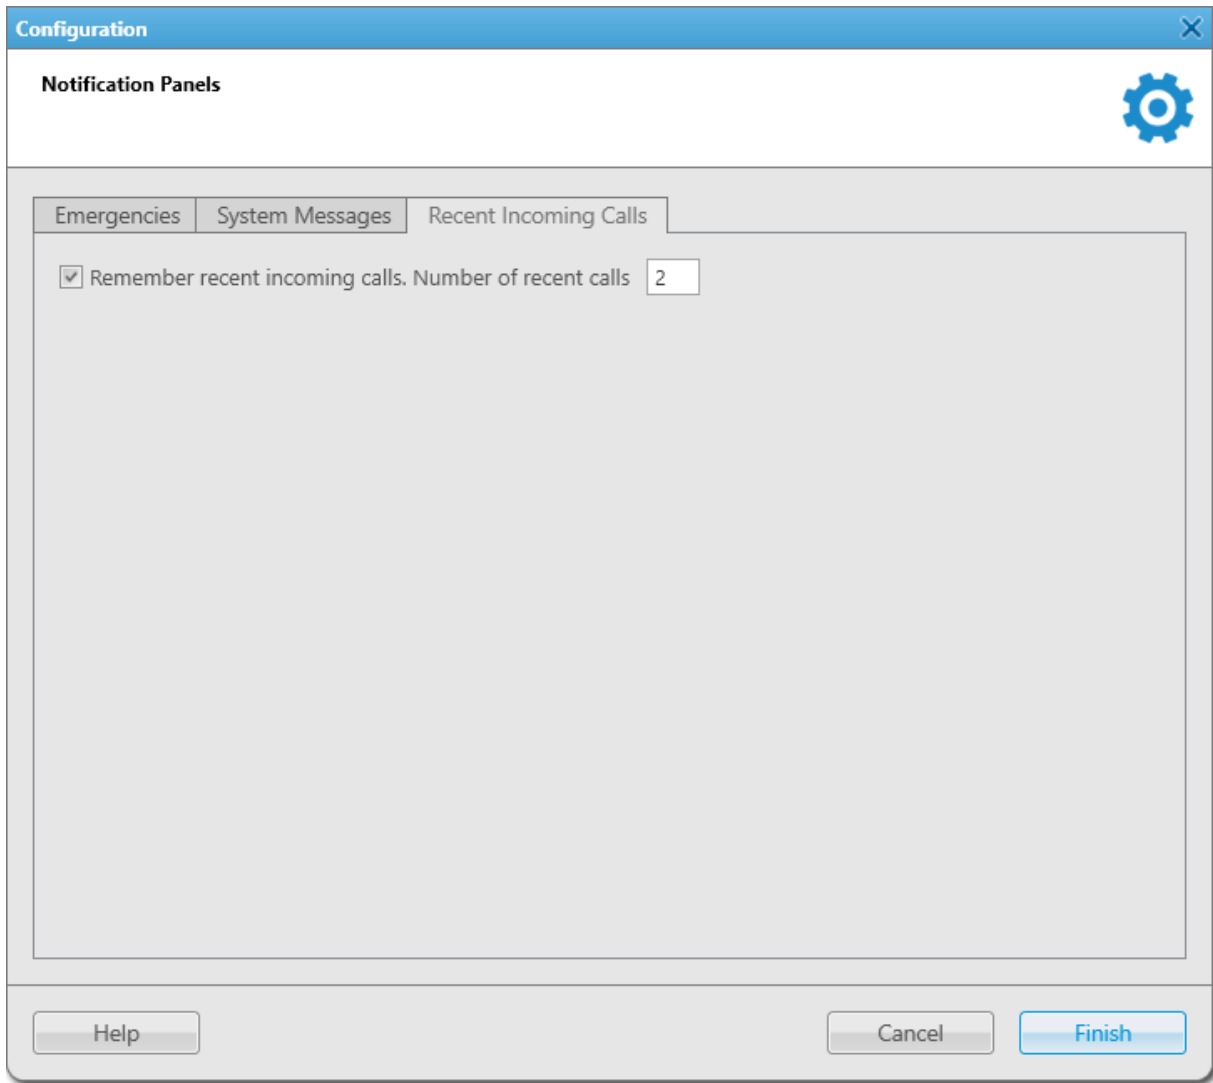 Configuration
Notification Panels
Emergencies System Messages Recent Incoming Calls
Remember recent incoming calls. Number of recent calls 2
Help Cancel Finish